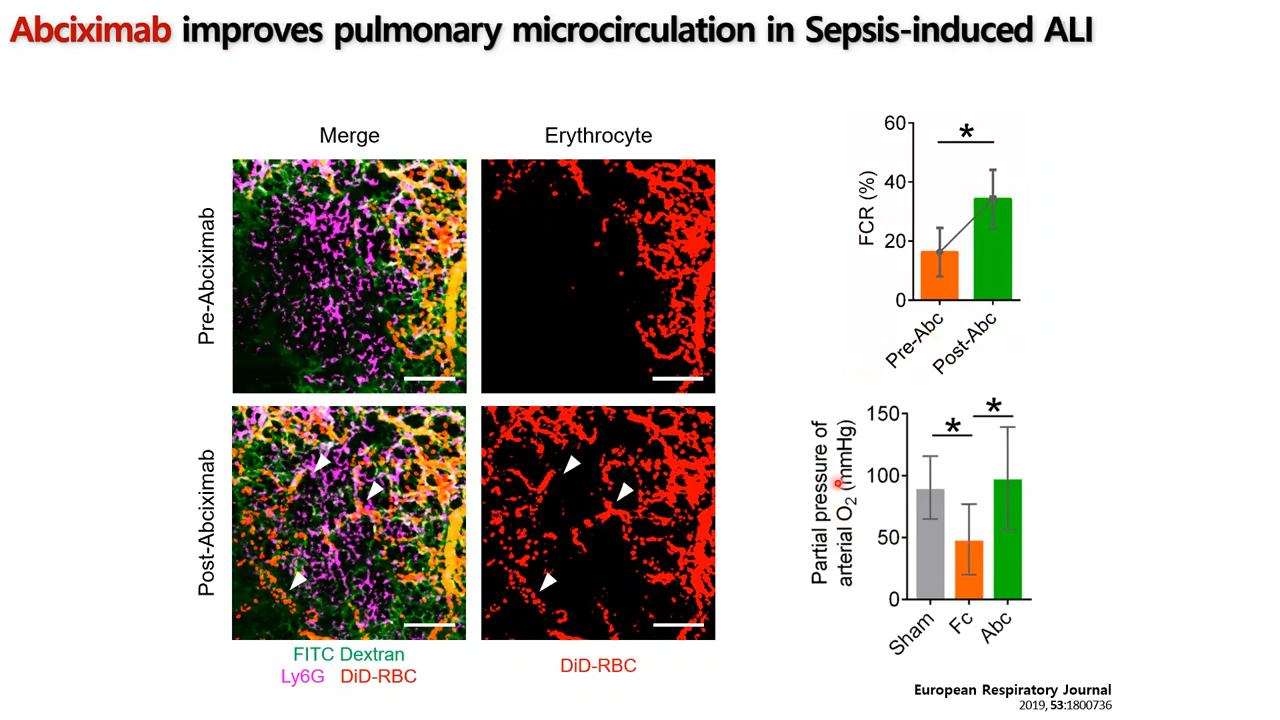 Abciximab improves pulmonary microcirculation in Sepsis-induced ALI
Merge
Erythrocyte
Pre-Abciximab
Post-Abciximab
FITC Dextran
Ly6G DiD-RBC
DiD-RBC
FCR (%)
60
40
20
0
*
Pre-Abc
Post-Abc
Partial pressure of
arterial O2 (mmHg)
150
100
50
0
*
*
Sham
Fc
Abc
European Respiratory Journal
2019, 53:1800736